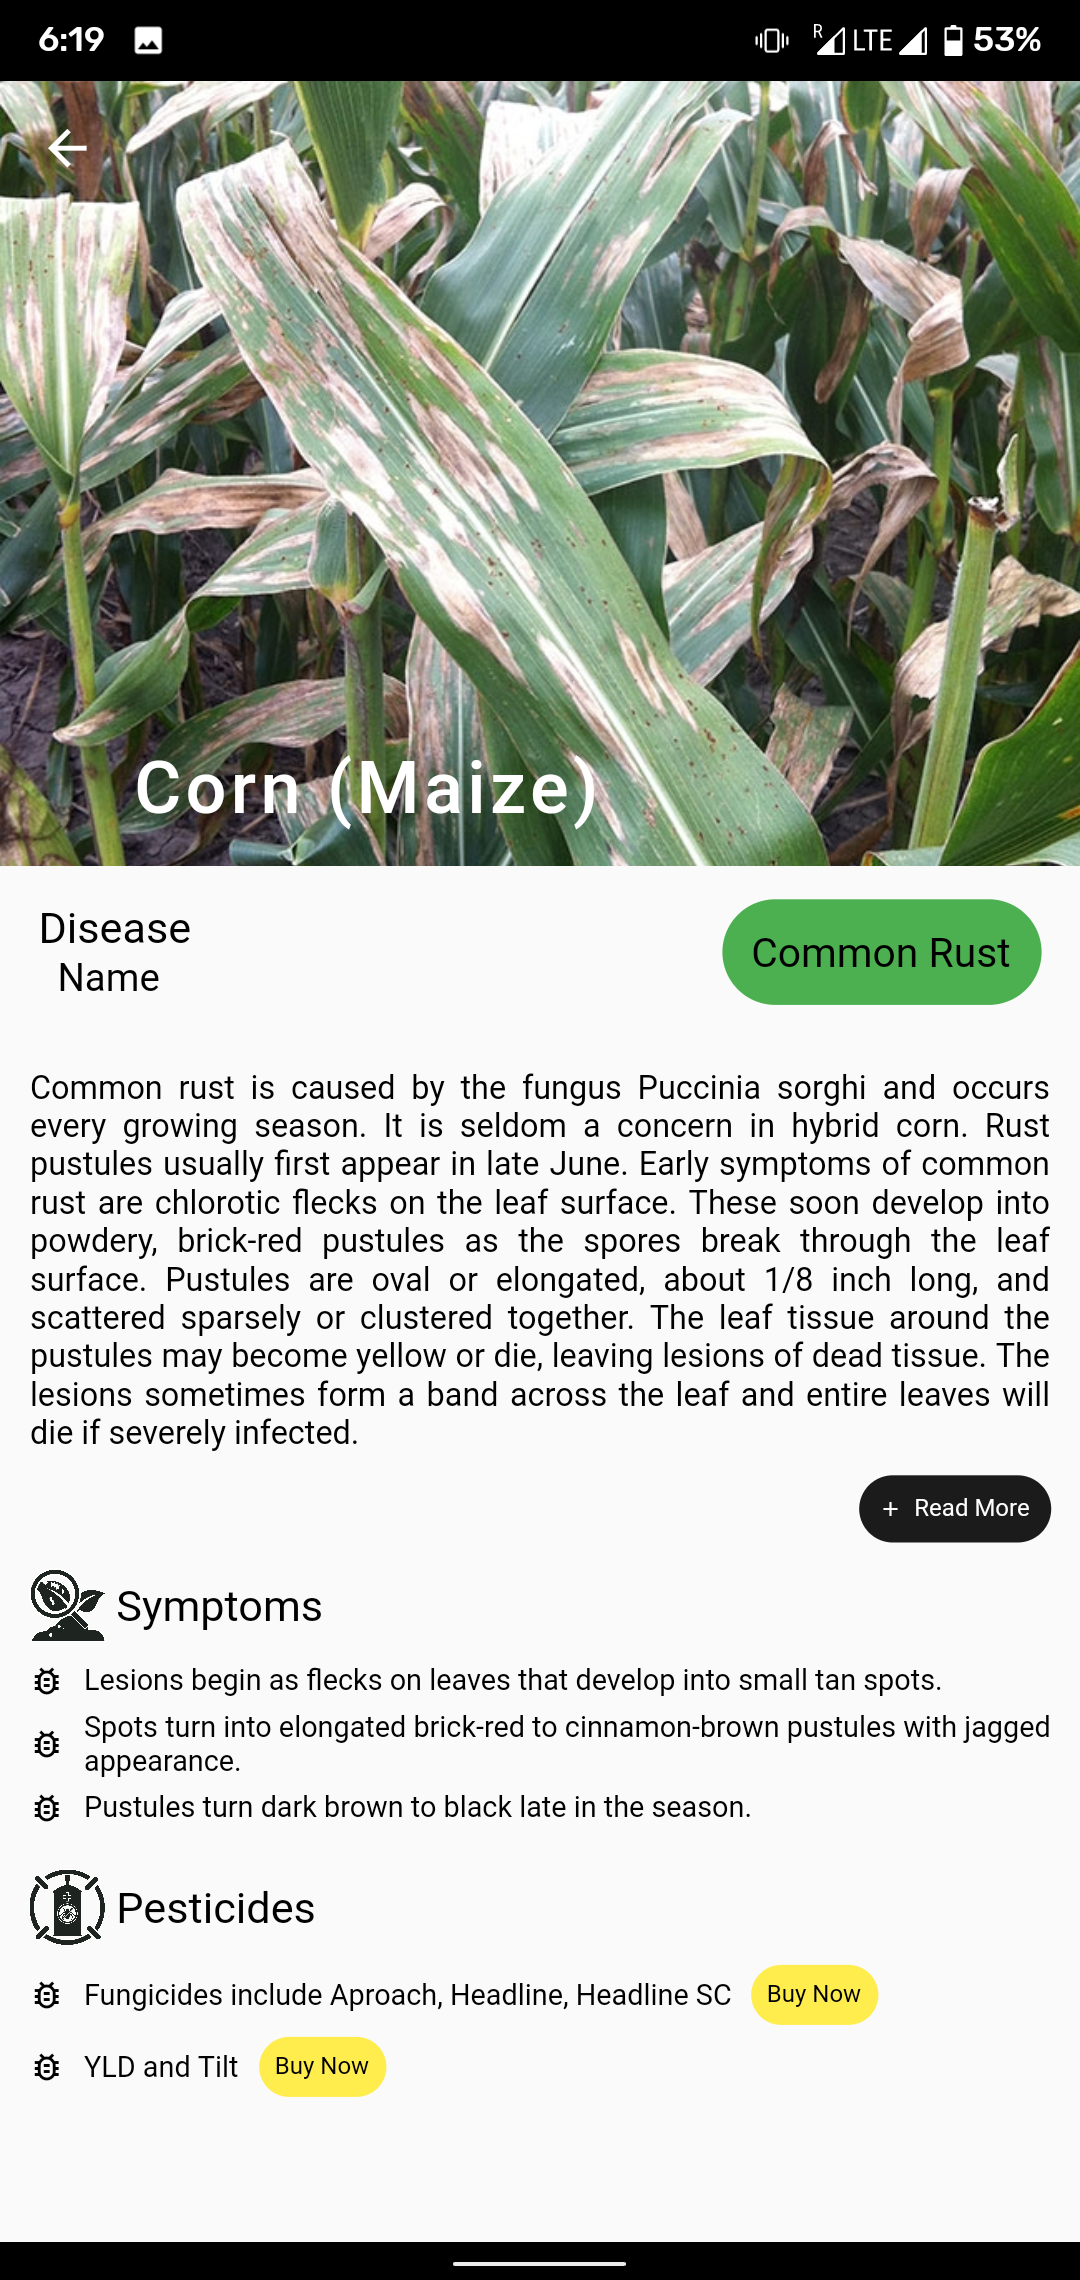 6:19
R LTE 53%
Corn (Maize)
Disease
Name
Common Rust
Common rust is caused by the fungus Puccinia sorghi and occurs
every growing season. It is seldom a concern in hybrid corn. Rust
pustules usually first appear in late June. Early symptoms of common
rust are chlorotic flecks on the leaf surface. These soon develop into
powdery, brick-red pustules as the spores break through the leaf
surface. Pustules are oval or elongated, about 1/8 inch long, and
scattered sparsely or clustered together. The leaf tissue around the
pustules may become yellow or die, leaving lesions of dead tissue. The
lesions sometimes form a band across the leaf and entire leaves will
die if severely infected.
+ Read More
Symptoms
Lesions begin as flecks on leaves that develop into small tan spots.
Spots turn into elongated brick-red to cinnamon-brown pustules with jagged
appearance.
Pustules turn dark brown to black late in the season.
Pesticides
Fungicides include Aproach, Headline, Headline SC Buy Now
YLD and Tilt Buy Now